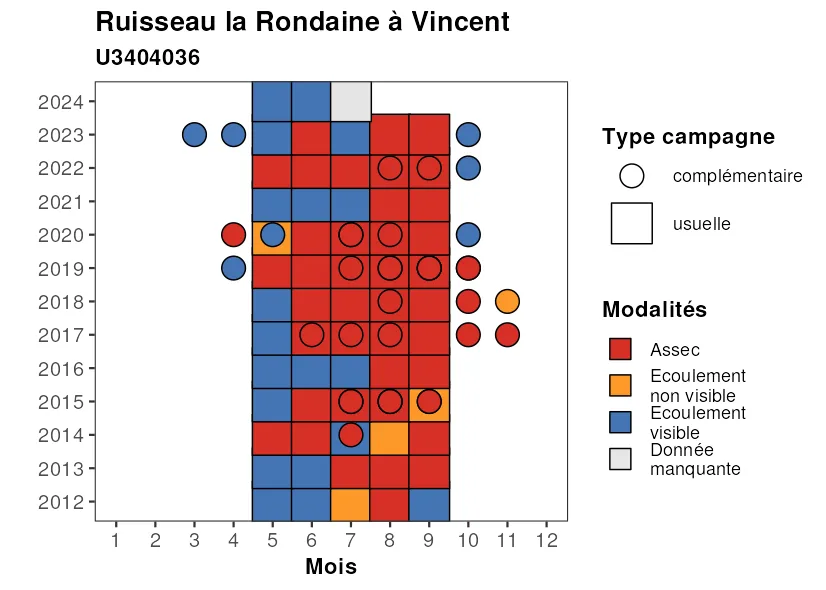 Ruisseau la Rondaine à Vincent
U3404036
2024
2023
2022
2021
2020
2019
2018
2017
2016
2015
2014
2013
2012
1 2 3 4 5 6 7 8 9 10 11 12
Mois
Type campagne
complémentaire
usuelle
Modalités
Assec
Ecoulement
non visible
Ecoulement
visible
Donnée
manquante